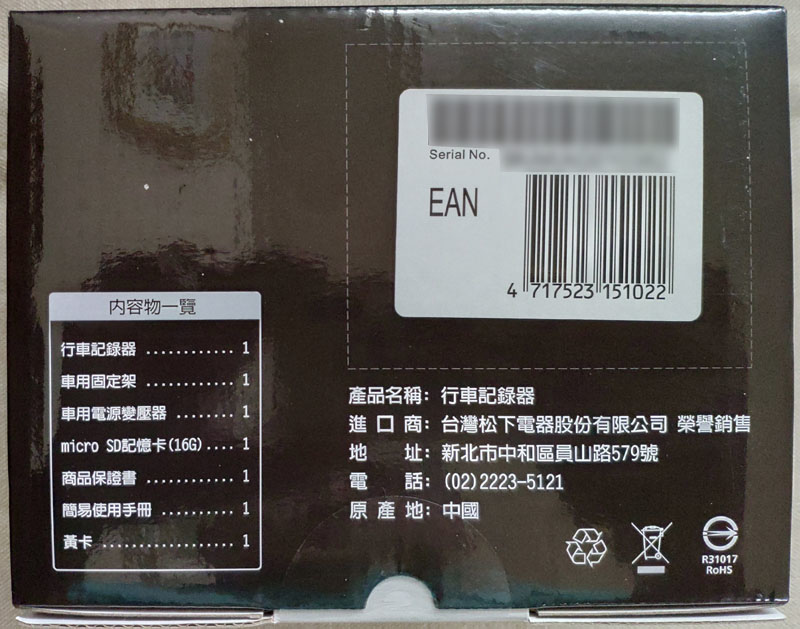 Serial No.
EAN
4 717523 151022
内容物一覽
行車記錄器 ............ 1
車用固定架 ............ 1
車用電源變壓器 ........ 1
micro SD記憶卡(16G).... 1
商品保證書 ............ 1
簡易使用手冊 .......... 1
黃卡 .................. 1
產品名稱: 行車記錄器
進口商: 台灣松下電器股份有限公司 榮譽銷售
地址: 新北市中和區員山路579號
電話: (02)2223-5121
原產地: 中國
R31017
RoHS